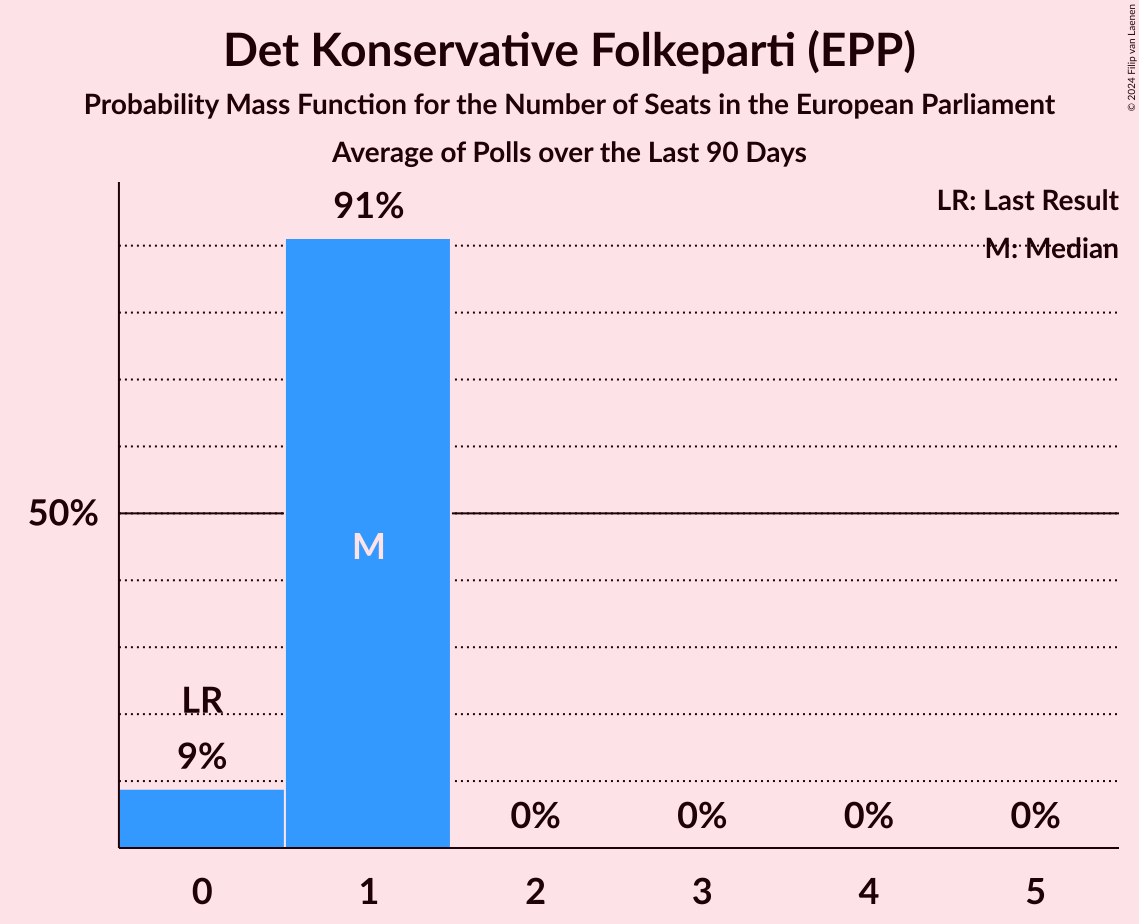 Det Konservative Folkeparti (EPP)
Probability Mass Function for the Number of Seats in the European Parliament
Average of Polls over the Last 90 Days
© 2024 Filip van Laenen
LR: Last Result
M: Median
91%
50%
M
LR
9%
0% 0% 0% 0%
0 1 2 3 4 5